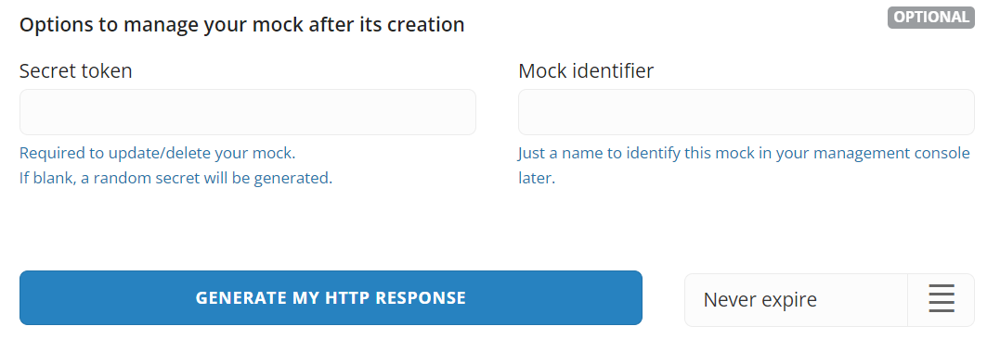 Options to manage your mock after its creation
OPTIONAL
Secret token
Mock identifier
Required to update/delete your mock.
If blank, a random secret will be generated.
Just a name to identify this mock in your management console
later.
GENERATE MY HTTP RESPONSE
Never expire